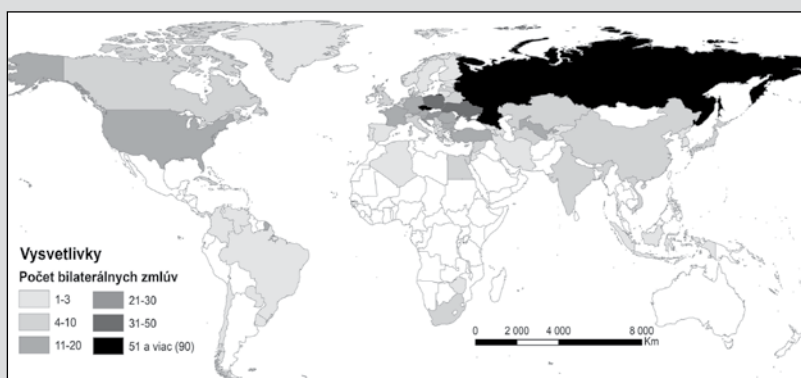 Vysvetlivky
Počet bilaterálnych zmlúv
1-3
21-30
4-10
31-50
11-20
51 a viac (90)
0 2 000 4 000 8 000
Km